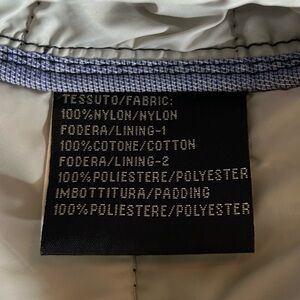 TESSUTO/FABRIC:
100%NYLON/NYLON
FODERA/LINING-1
100%COTONE/COTTON
FODERA/LINING-2
100%POLIESTERE/POLYESTER
IMBOTTITURA/PADDING
100%POLIESTERE/POLYESTER